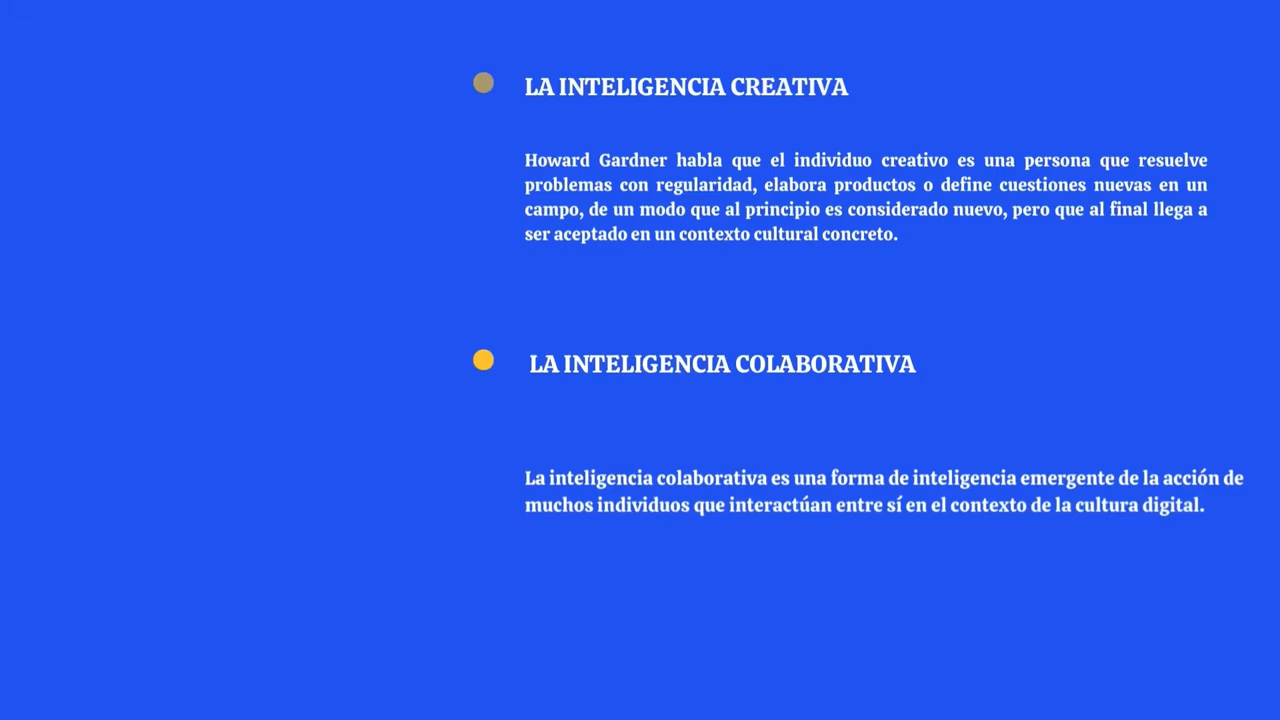 LA INTELIGENCIA CREATIVA
Howard Gardner habla que el individuo creativo es una persona que resuelve
problemas con regularidad, elabora productos o define cuestiones nuevas en un
campo, de un modo que al principio es considerado nuevo, pero que al final llega a
ser aceptado en un contexto cultural concreto.
LA INTELIGENCIA COLABORATIVA
La inteligencia colaborativa es una forma de inteligencia emergente de la acción de
muchos individuos que interactúan entre sí en el contexto de la cultura digital.